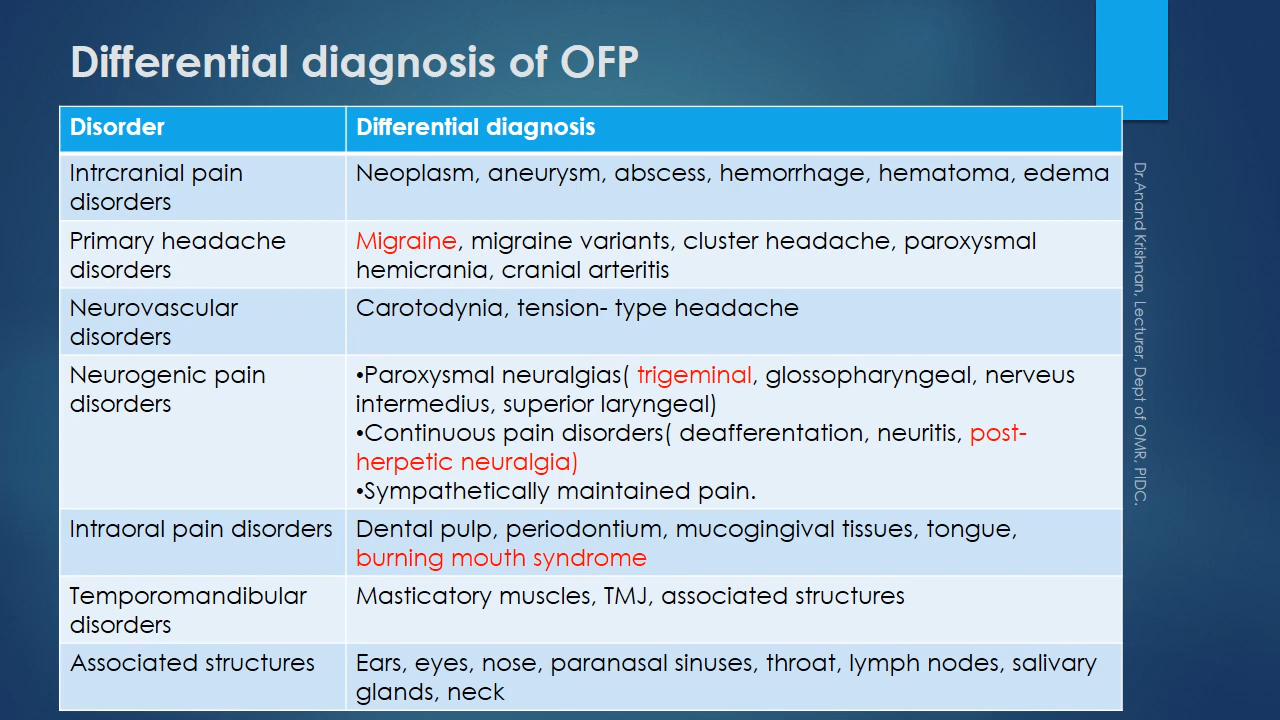 Differential diagnosis of OFP
Disorder
Differential diagnosis
Intrcranial pain
disorders
Neoplasm, aneurysm, abscess, hemorrhage, hematoma, edema
Primary headache
disorders
Migraine, migraine variants, cluster headache, paroxysmal
hemicrania, cranial arteritis
Neurovascular
disorders
Carotodynia, tension- type headache
Neurogenic pain
disorders
•Paroxysmal neuralgias( trigeminal, glossopharyngeal, nerveus
intermedius, superior laryngeal)
•Continuous pain disorders( deafferentation, neuritis, post-
herpetic neuralgia)
•Sympathetically maintained pain.
Intraoral pain disorders
Dental pulp, periodontium, mucogingival tissues, tongue,
burning mouth syndrome
Temporomandibular
disorders
Masticatory muscles, TMJ, associated structures
Associated structures
Ears, eyes, nose, paranasal sinuses, throat, lymph nodes, salivary
glands, neck
Dr.Anand Krishnan, Lecturer, Dept of OMR, PIDC.